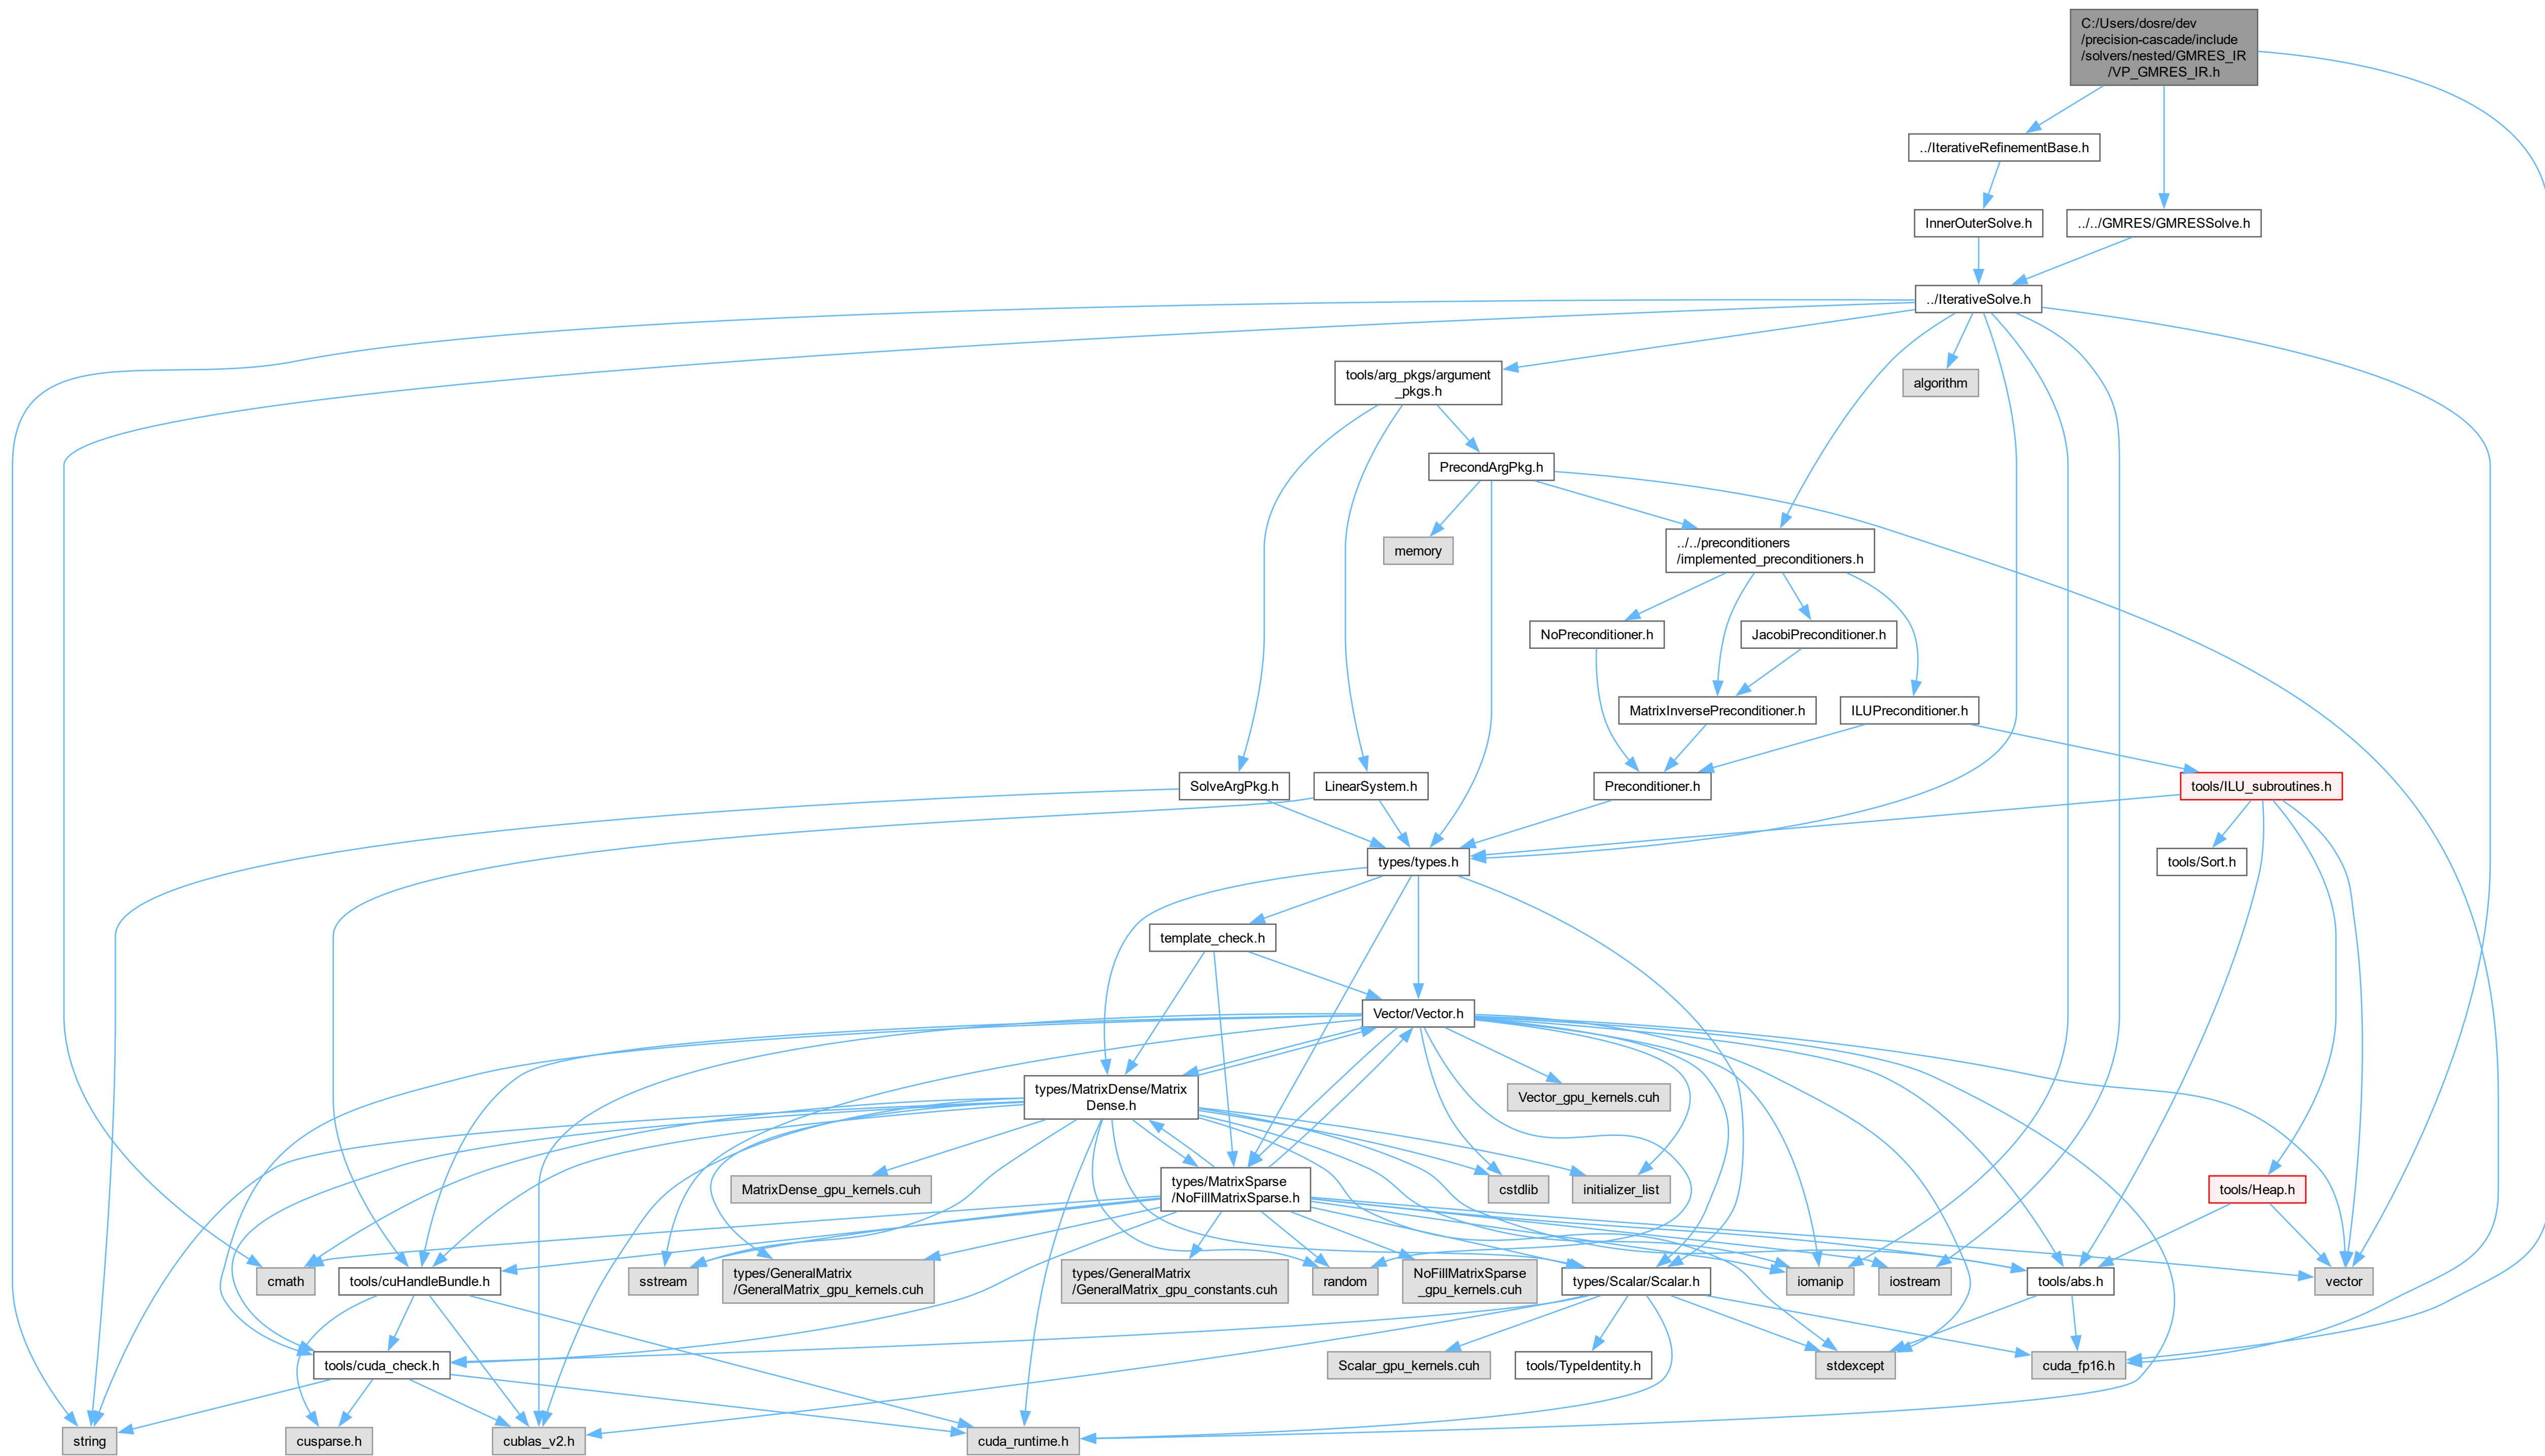 C:/Users/dosre/dev
/precision-cascade/include
/solvers/nested/GMRES_IR
/VP_GMRES_IR.h
../IterativeRefinementBase.h
InnerOuterSolve.h
../../GMRES/GMRESSolve.h
../IterativeSolve.h
tools/arg_pkgs/argument
_pkgs.h
algorithm
PrecondArgPkg.h
memory
../../preconditioners
/implemented_preconditioners.h
NoPreconditioner.h
JacobiPreconditioner.h
MatrixInversePreconditioner.h
ILUPreconditioner.h
SolveArgPkg.h
LinearSystem.h
Preconditioner.h
tools/ILU_subroutines.h
types/types.h
tools/Sort.h
template_check.h
Vector/Vector.h
types/MatrixDense/Matrix
Dense.h
Vector_gpu_kernels.cuh
MatrixDense_gpu_kernels.cuh
types/MatrixSparse
/NoFillMatrixSparse.h
cstdlib
initializer_list
tools/Heap.h
cmath
tools/cuHandleBundle.h
sstream
types/GeneralMatrix
/GeneralMatrix_gpu_kernels.cuh
types/GeneralMatrix
/GeneralMatrix_gpu_constants.cuh
random
NoFillMatrixSparse
_gpu_kernels.cuh
types/Scalar/Scalar.h
iomanip
iostream
tools/abs.h
vector
tools/cuda_check.h
Scalar_gpu_kernels.cuh
tools/TypeIdentity.h
stdexcept
cuda_fp16.h
string
cusparse.h
cublas_v2.h
cuda_runtime.h